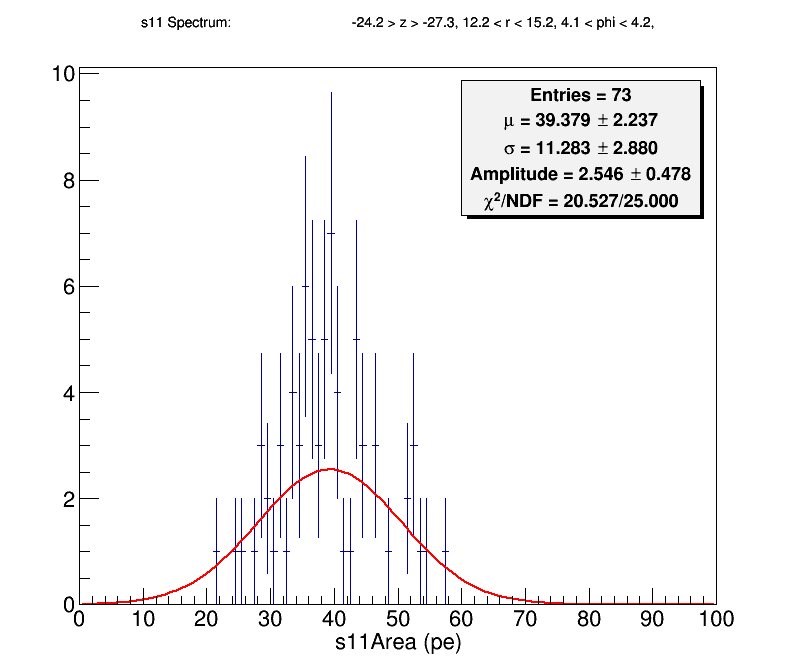 s11 Spectrum: -24.2 > z > -27.3, 12.2 < r < 15.2, 4.1 < phi < 4.2,
Entries = 73
μ = 39.379 ± 2.237
σ = 11.283 ± 2.880
Amplitude = 2.546 ± 0.478
χ²/NDF = 20.527/25.000
10
8
6
4
2
0
0 10 20 30 40 50 60 70 80 90 100
s11Area (pe)